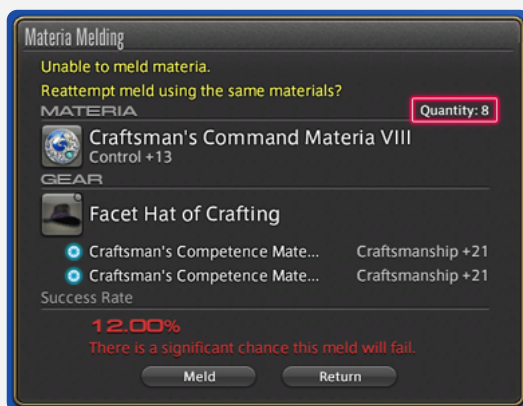 Materia Melding
Unable to meld materia.
Reattempt meld using the same materials?
MATERIA
Quantity: 8
Craftsman's Command Materia VIII
Control +13
GEAR
Facet Hat of Crafting
Craftsman's Competence Mate... Craftsmanship +21
Craftsman's Competence Mate... Craftsmanship +21
Success Rate
12.00%
There is a significant chance this meld will fail.
Meld Return